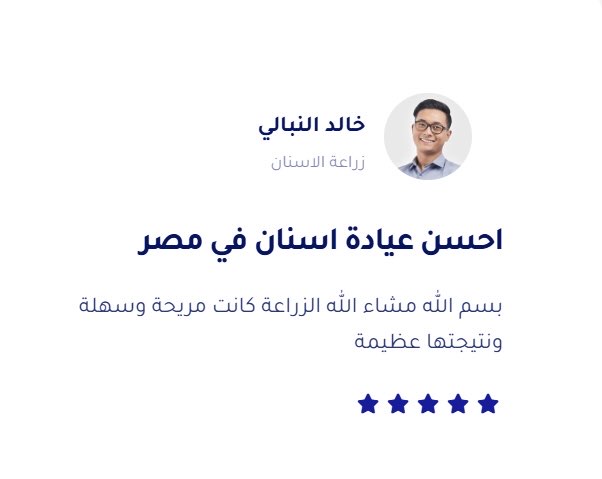 خالد النبالي
زراعة الاسنان
احسن عيادة اسنان في مصر
بسم الله مشاء الله الزراعة كانت مريحة وسهلة
ونتيجتها عظيمة